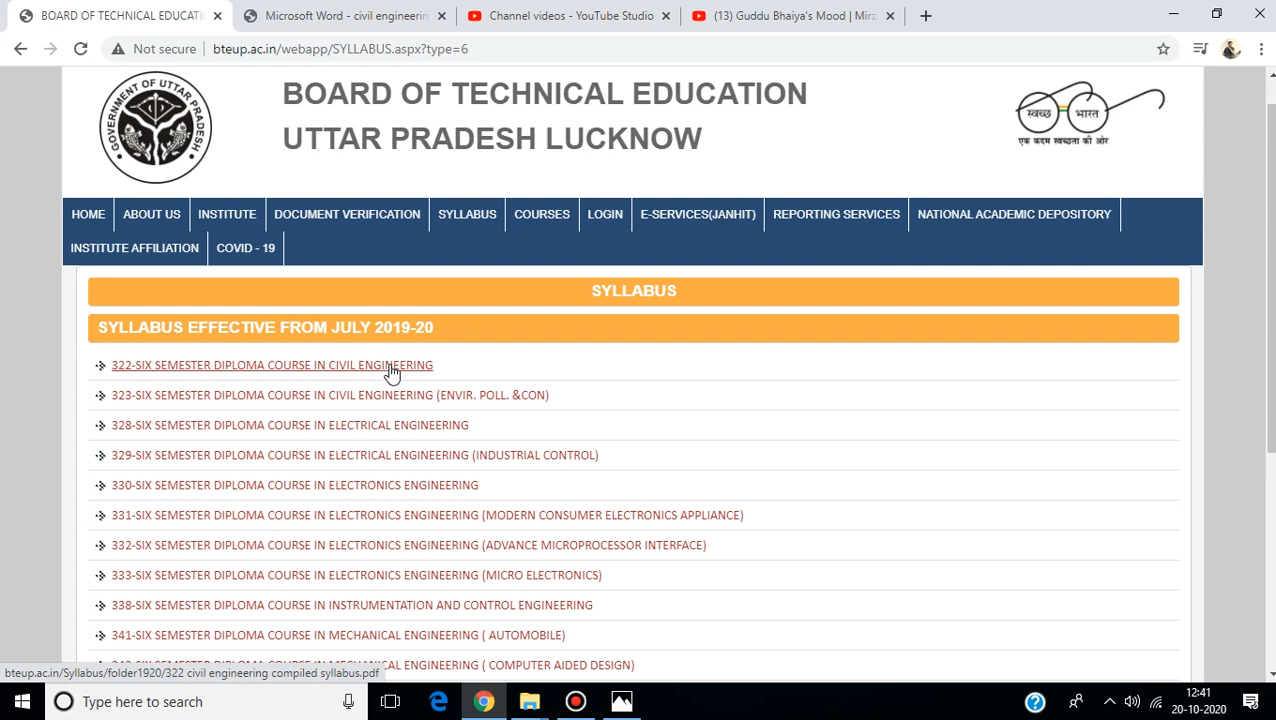 BOARD OF TECHNICAL EDUCATI
Microsoft Word - civil engineerin
Channel videos - YouTube Studio
(13) Guddu Bhaiya's Mood | Mirz
Not secure
bteup.ac.in/webapp/SYLLABUS.aspx?type=6
GOVERNMENT OF UTTAR PRADESH
BOARD OF TECHNICAL EDUCATION
UTTAR PRADESH LUCKNOW
स्वच्छ भारत
एक कदम स्वच्छता की ओर
HOME ABOUT US INSTITUTE DOCUMENT VERIFICATION SYLLABUS COURSES LOGIN E-SERVICES(JANHIT) REPORTING SERVICES NATIONAL ACADEMIC DEPOSITORY
INSTITUTE AFFILIATION COVID - 19
SYLLABUS
SYLLABUS EFFECTIVE FROM JULY 2019-20
322-SIX SEMESTER DIPLOMA COURSE IN CIVIL ENGINEERING
323-SIX SEMESTER DIPLOMA COURSE IN CIVIL ENGINEERING (ENVIR. POLL. &CON)
328-SIX SEMESTER DIPLOMA COURSE IN ELECTRICAL ENGINEERING
329-SIX SEMESTER DIPLOMA COURSE IN ELECTRICAL ENGINEERING (INDUSTRIAL CONTROL)
330-SIX SEMESTER DIPLOMA COURSE IN ELECTRONICS ENGINEERING
331-SIX SEMESTER DIPLOMA COURSE IN ELECTRONICS ENGINEERING (MODERN CONSUMER ELECTRONICS APPLIANCE)
332-SIX SEMESTER DIPLOMA COURSE IN ELECTRONICS ENGINEERING (ADVANCE MICROPROCESSOR INTERFACE)
333-SIX SEMESTER DIPLOMA COURSE IN ELECTRONICS ENGINEERING (MICRO ELECTRONICS)
338-SIX SEMESTER DIPLOMA COURSE IN INSTRUMENTATION AND CONTROL ENGINEERING
341-SIX SEMESTER DIPLOMA COURSE IN MECHANICAL ENGINEERING ( AUTOMOBILE)
ENGINEERING ( COMPUTER AIDED DESIGN)
bteup.ac.in/Syllabus/folder1920/322 civil engineering compiled syllabus.pdf
Type here to search
12:41
20-10-2020